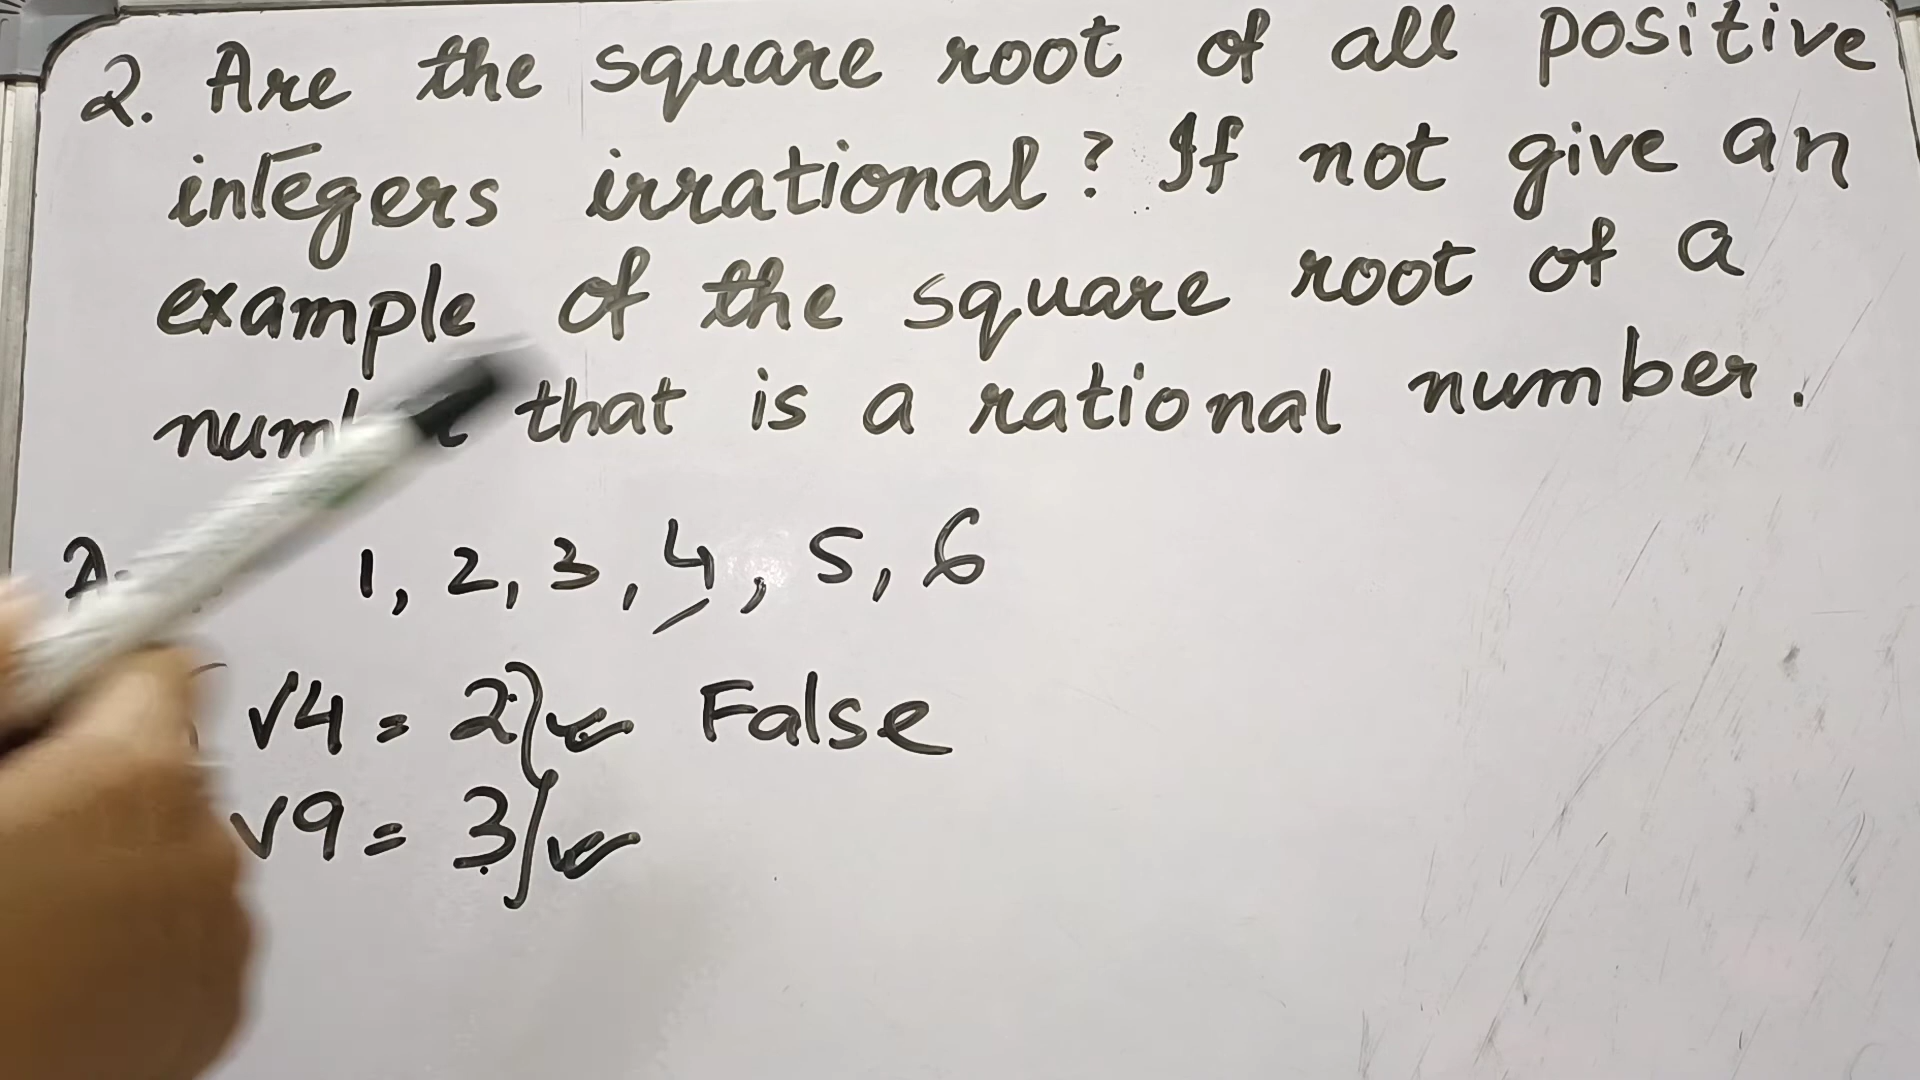 2. Are the square root of all positive
integers irrational? If not give an
example of the square root of a
that is a rational number.
1, 2, 3, 4, 5, 6
√4 = 2 False
√9 = 3